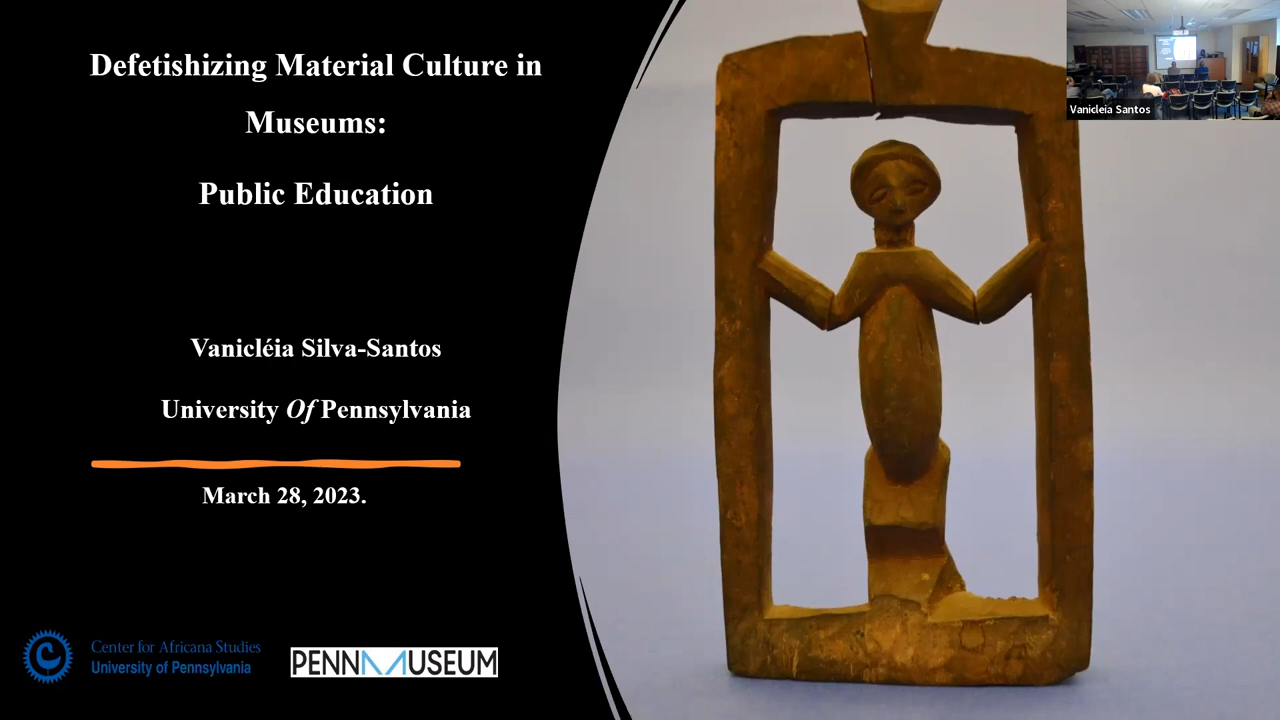 Defetishizing Material Culture in
Museums:
Public Education
Vanicléia Silva-Santos
University Of Pennsylvania
March 28, 2023.
Center for Africana Studies
University of Pennsylvania
PENN MUSEUM
Vanicleia Santos